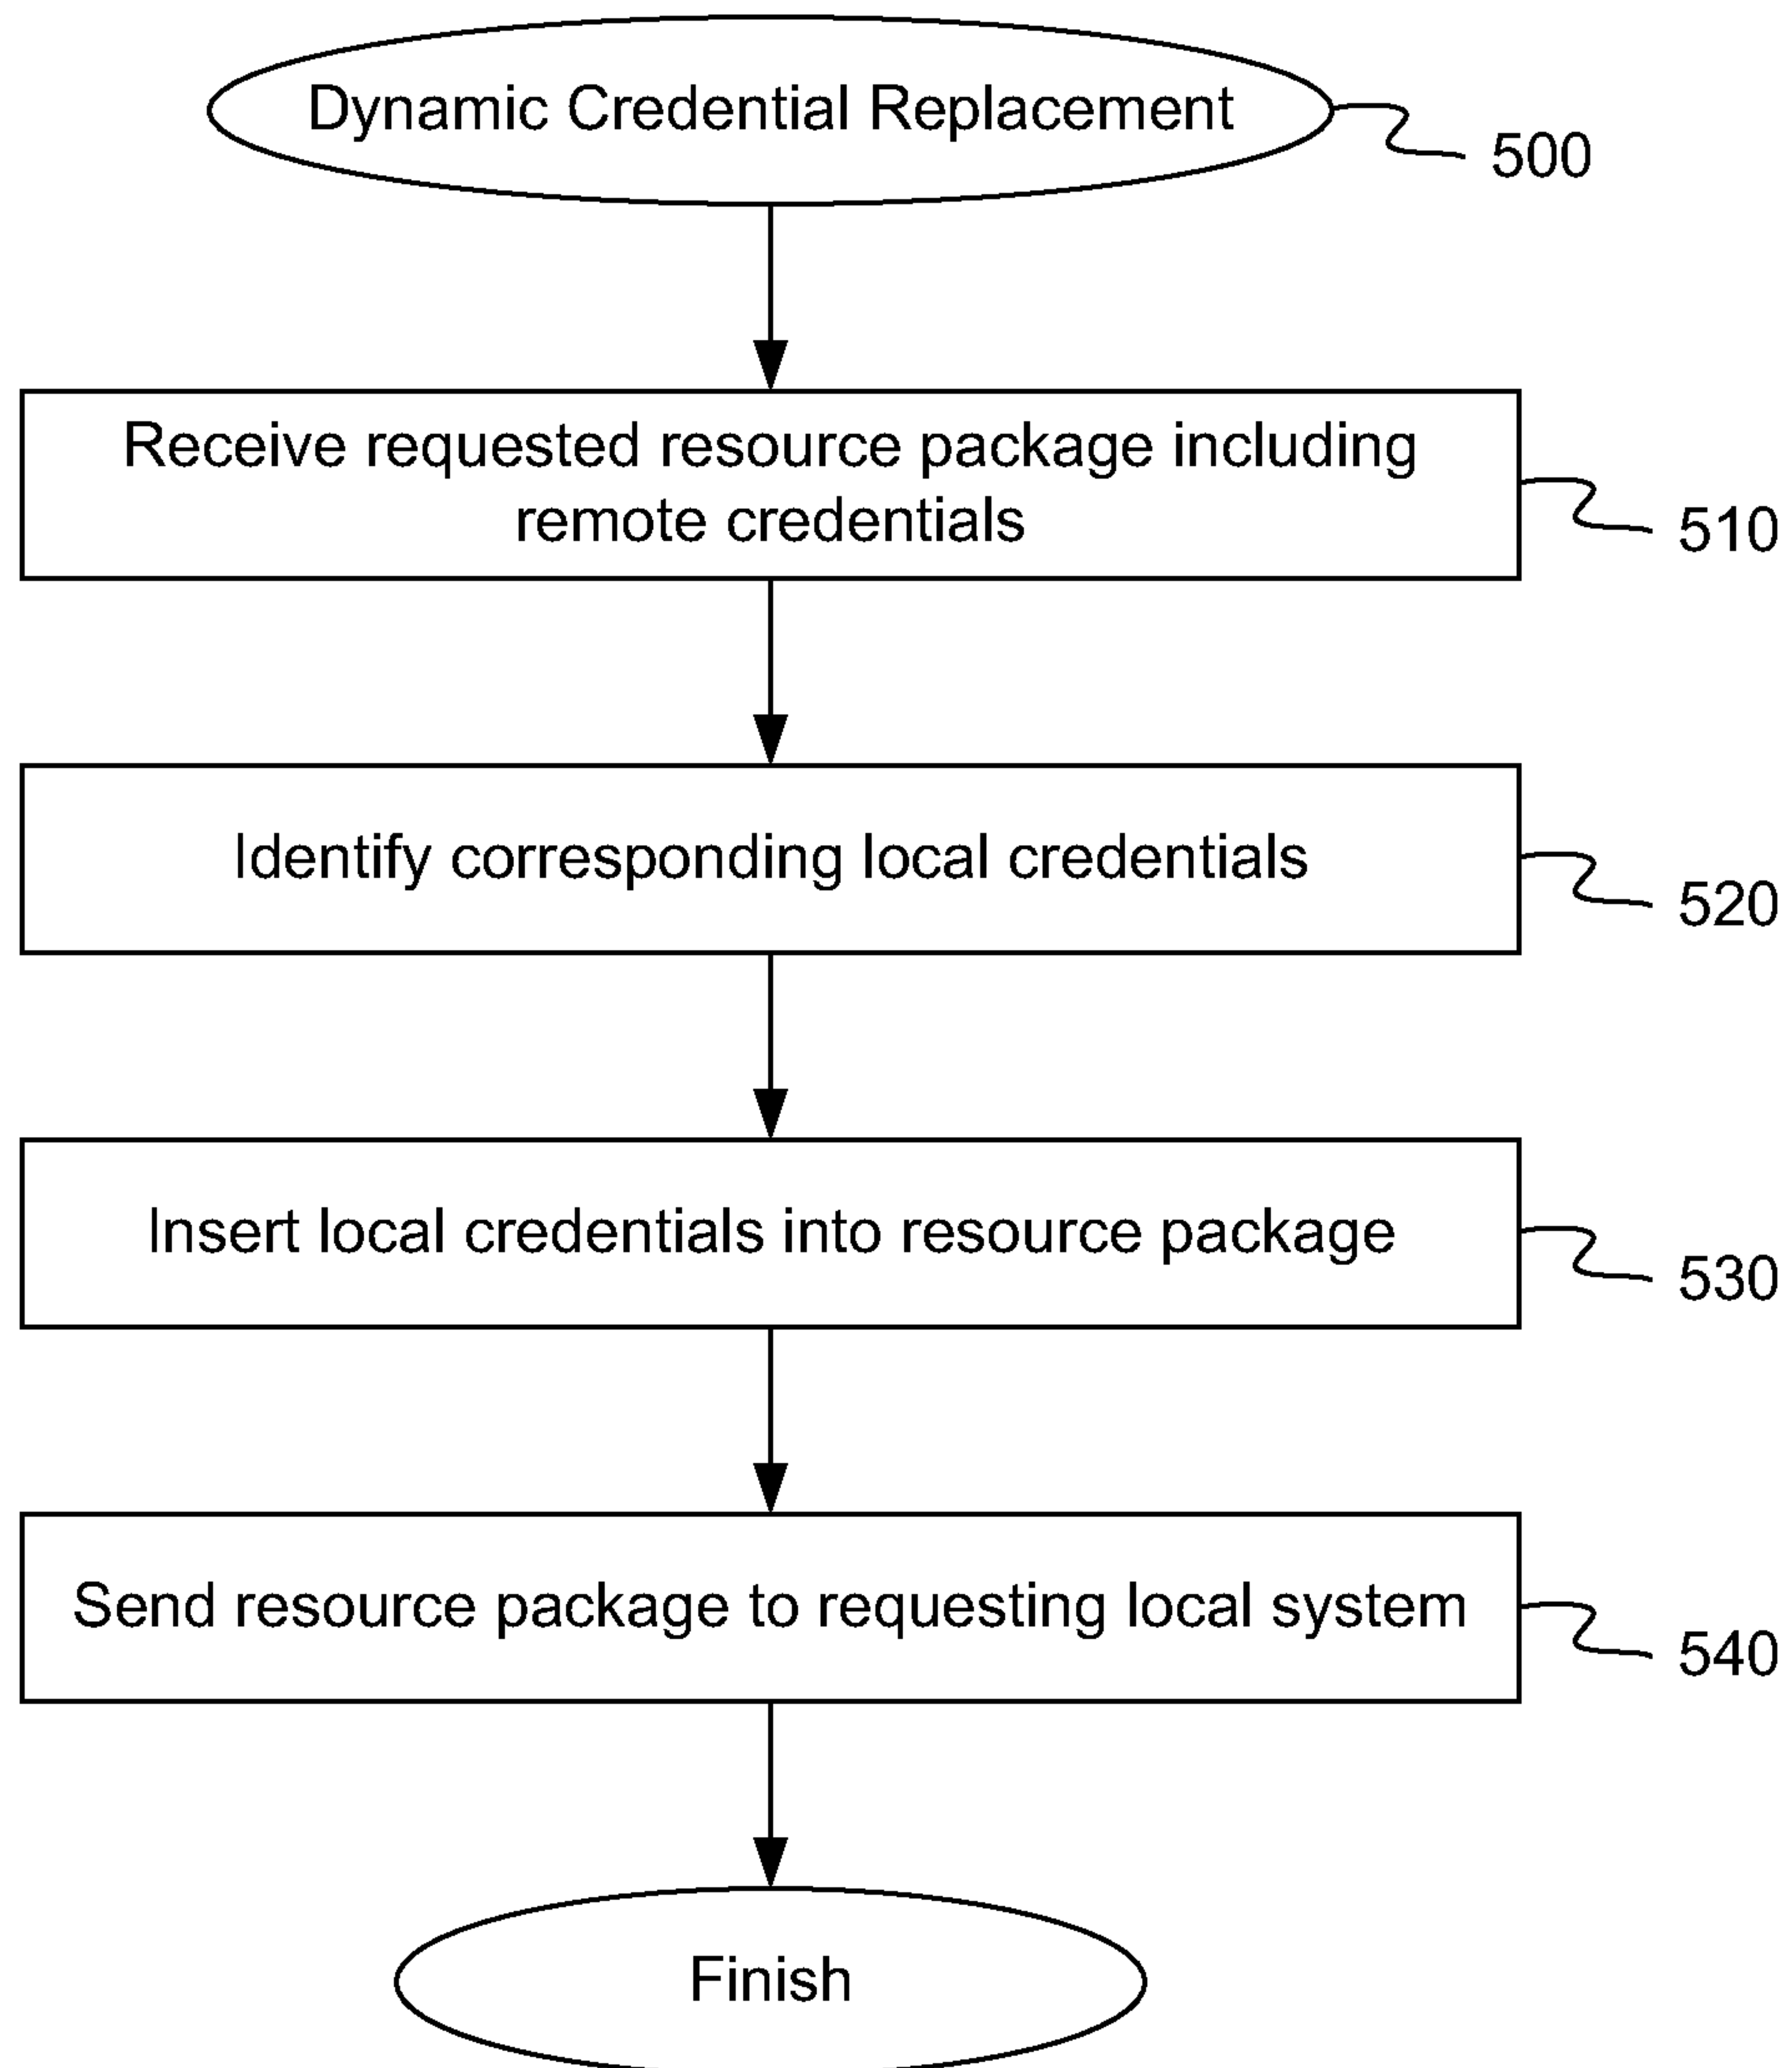 Dynamic Credential Replacement
500
Receive requested resource package including
remote credentials
510
Identify corresponding local credentials
520
Insert local credentials into resource package
530
Send resource package to requesting local system
540
Finish